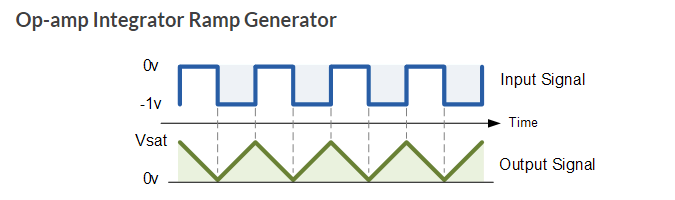 Op-amp Integrator Ramp Generator
0v
Input Signal
-1v
Time
Vsat
Output Signal
0v